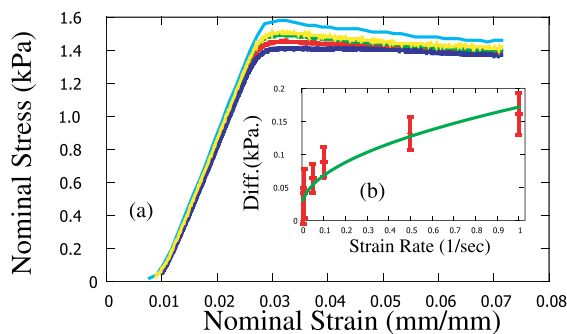 1.6
1.4
1.2
1.0
0.8
0.6
0.4
0.2
0
Nominal Stress (kPa)
(a)
0.2
0.15
0.1
0.05
0
Diff.(kPa.)
(b)
0 0.1 0.2 0.3 0.4 0.5 0.6 0.7 0.8 0.9 1
Strain Rate (1/sec)
0 0.01 0.02 0.03 0.04 0.05 0.06 0.07 0.08
Nominal Strain (mm/mm)